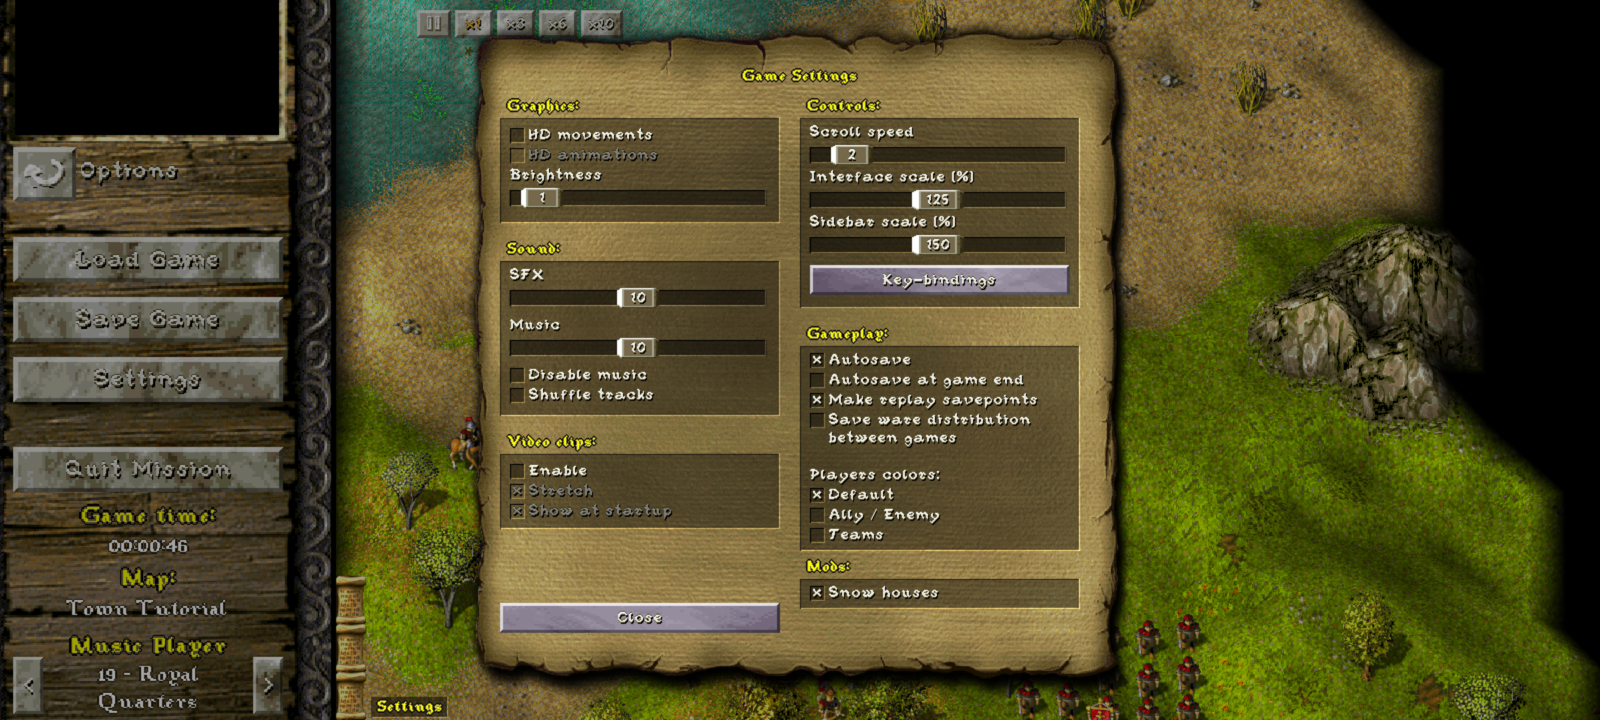 x1 x3 x6 x10
Options
Load Game
Save Game
Settings
Quit Mission
Game time:
00:00:46
Map:
Town Tutorial
Music Player
< 19 - Royal >
Quarters
Game Settings
Graphics:
HD movements
HD animations
Brightness
1
Sound:
SFX
10
Music
10
Disable music
Shuffle tracks
Video clips:
Enable
Stretch
Show at startup
Close
Controls:
Scroll speed
2
Interface scale (%)
125
Sidebar scale (%)
150
Key-bindings
Gameplay:
Autosave
Autosave at game end
Make replay savepoints
Save ware distribution
between games
Players colors:
Default
Ally / Enemy
Teams
Mods:
Snow houses
Settings